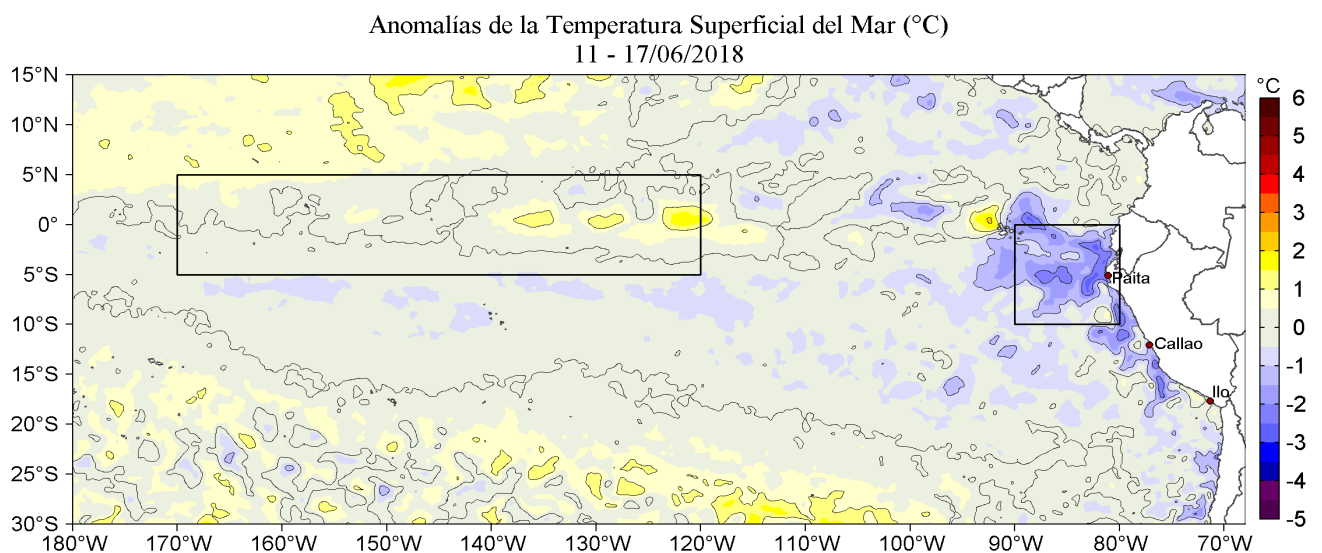 Anomalías de la Temperatura Superficial del Mar (°C)
11 - 17/06/2018
15°N
10°N
5°N
0°
5°S
10°S
15°S
20°S
25°S
30°S
180°W
170°W
160°W
150°W
140°W
130°W
120°W
110°W
100°W
90°W
80°W
70°W
Paita
Callao
Ilo
°C
6
5
4
3
2
1
0
-1
-2
-3
-4
-5